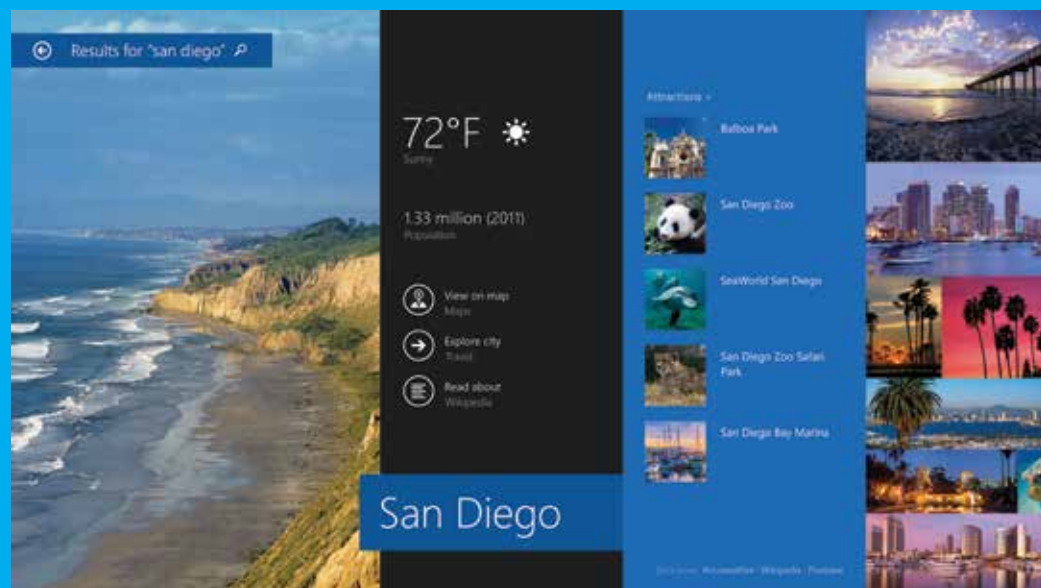 Results for "san diego"
72°F
Sunny
1.33 million (2011)
Population
View on map
Maps
Explore city
Travel
Read about
Wikipedia
San Diego
Attractions
Balboa Park
San Diego Zoo
SeaWorld San Diego
San Diego Zoo Safari
Park
San Diego Bay Marina